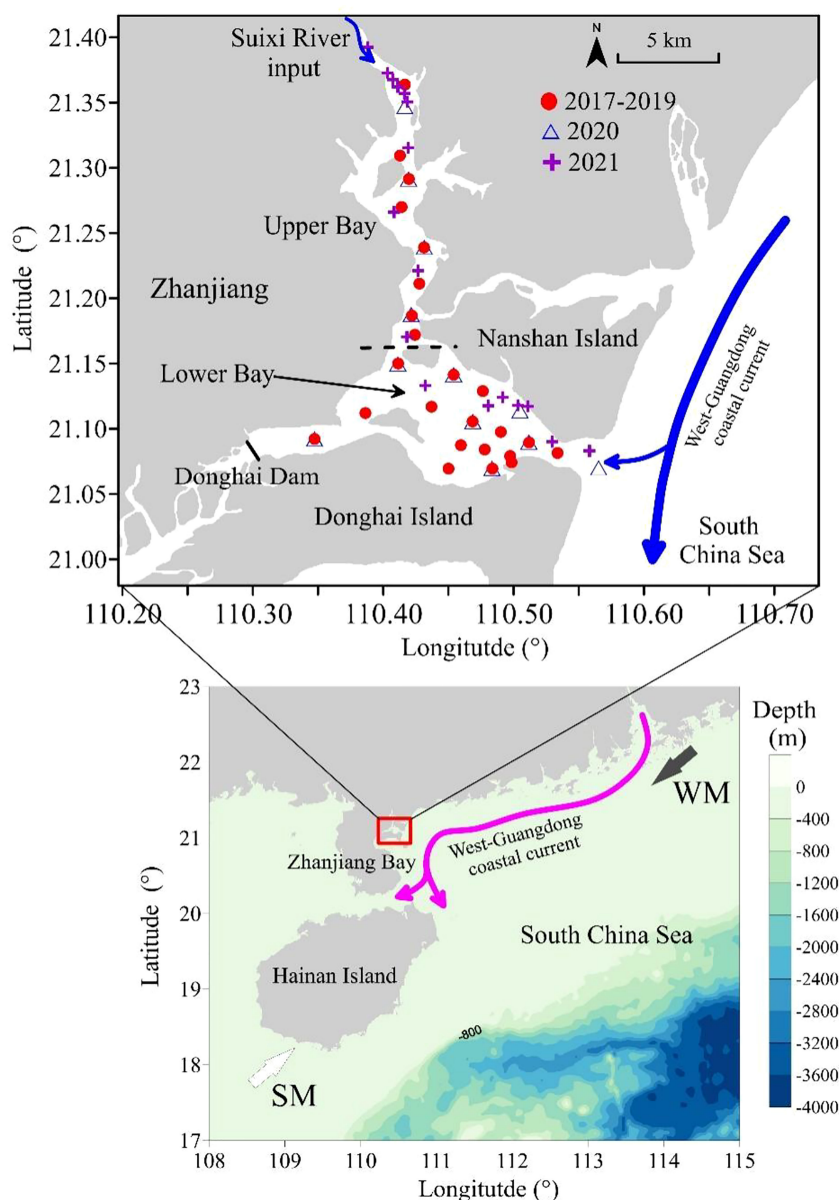 21.40
21.35
21.30
21.25
21.20
21.15
21.10
21.05
21.00
Latitude (°)
Suixi River
input
N
5 km
2017-2019
2020
2021
Upper Bay
Zhanjiang
Nanshan Island
Lower Bay
West-Guangdong
coastal current
Donghai Dam
Donghai Island
South
China Sea
110.20
110.30
110.40
110.50
110.60
110.70
Longitutde (°)
23
22
21
20
19
18
17
Latitude (°)
WM
West-Guangdong
coastal current
Zhanjiang Bay
South China Sea
Hainan Island
-800
SM
108
109
110
111
112
113
114
115
Longitutde (°)
Depth
(m)
0
-400
-800
-1200
-1600
-2000
-2400
-2800
-3200
-3600
-4000